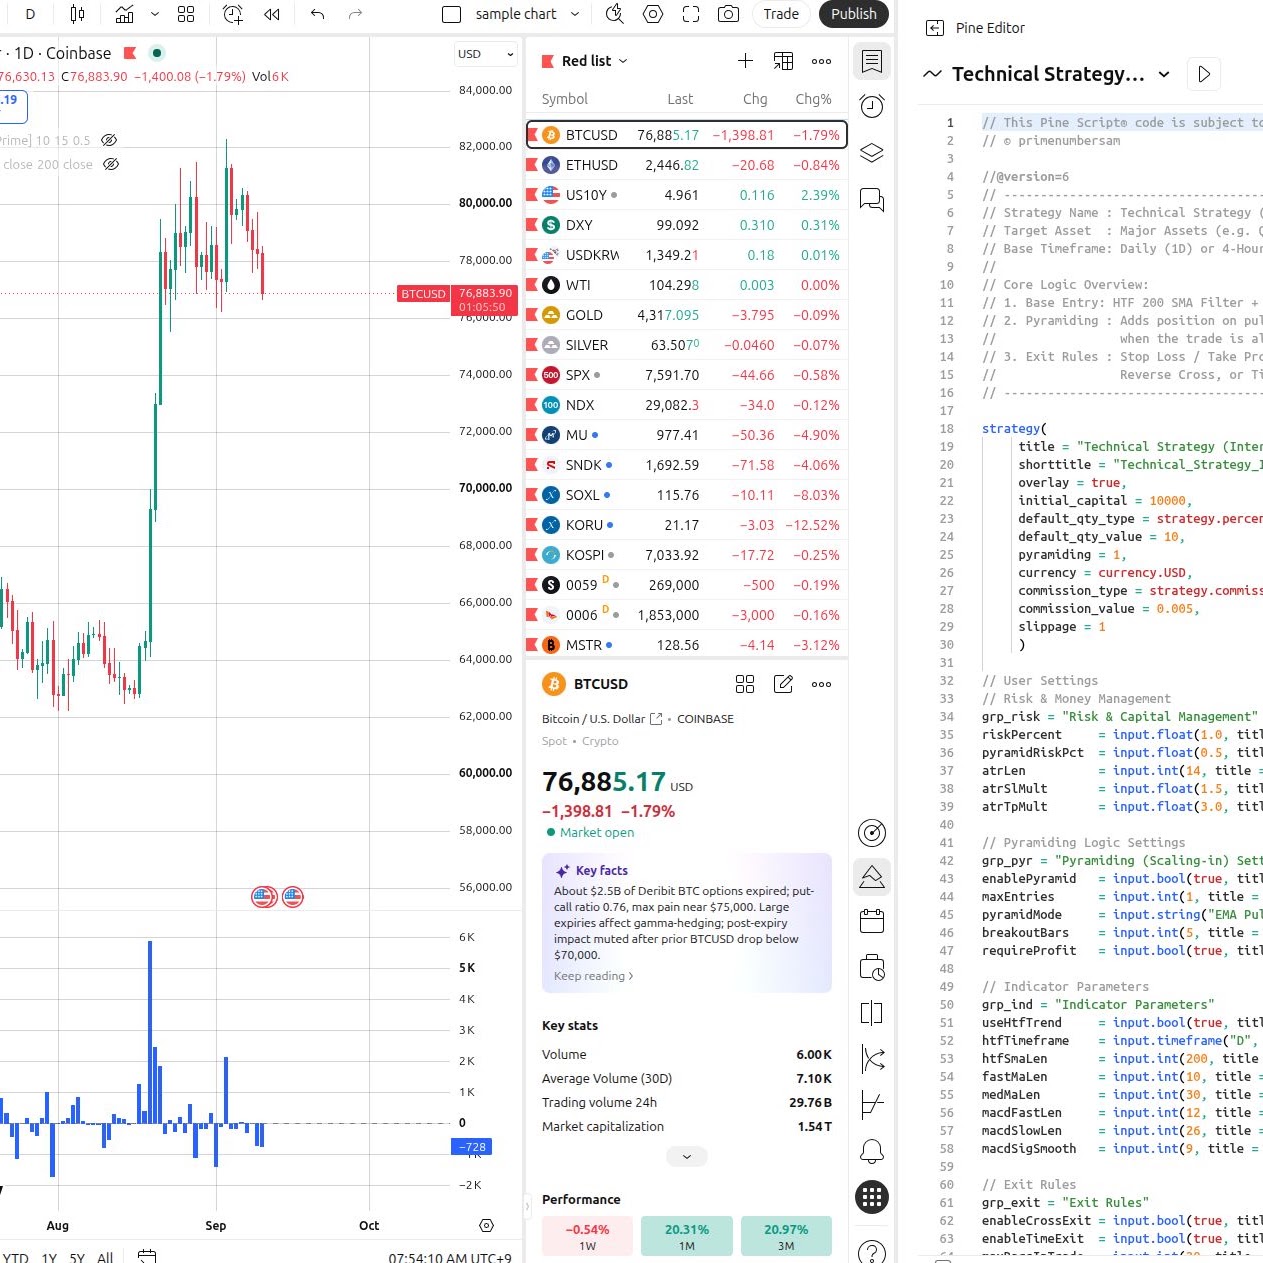 D
sample chart
Trade
Publish
· 1D · Coinbase
76,630.13 C76,883.90 −1,400.08 (−1.79%) Vol6K
USD
.19
Prime] 10 15 0.5
close 200 close
84,000.00
82,000.00
80,000.00
78,000.00
BTCUSD 76,883.90
01:05:50
76,000.00
74,000.00
72,000.00
70,000.00
68,000.00
66,000.00
64,000.00
62,000.00
60,000.00
58,000.00
56,000.00
6K
5K
4K
3K
2K
1K
0
−728
−2K
Aug Sep Oct
YTD 1Y 5Y All
07:54:10 AM UTC+9
Red list
Symbol Last Chg Chg%
BTCUSD 76,885.17 −1,398.81 −1.79%
ETHUSD 2,446.82 −20.68 −0.84%
US10Y 4.961 0.116 2.39%
DXY 99.092 0.310 0.31%
USDKRW 1,349.21 0.18 0.01%
WTI 104.298 0.003 0.00%
GOLD 4,317.095 −3.795 −0.09%
SILVER 63.5070 −0.0460 −0.07%
500 SPX 7,591.70 −44.66 −0.58%
100 NDX 29,082.3 −34.0 −0.12%
MU 977.41 −50.36 −4.90%
SNDK 1,692.59 −71.58 −4.06%
SOXL 115.76 −10.11 −8.03%
KORU 21.17 −3.03 −12.52%
KOSPI 7,033.92 −17.72 −0.25%
0059 D 269,000 −500 −0.19%
0006 D 1,853,000 −3,000 −0.16%
MSTR 128.56 −4.14 −3.12%
BTCUSD
Bitcoin / U.S. Dollar • COINBASE
Spot • Crypto
76,885.17 USD
−1,398.81 −1.79%
Market open
Key facts
About $2.5B of Deribit BTC options expired; put-
call ratio 0.76, max pain near $75,000. Large
expiries affect gamma-hedging; post-expiry
impact muted after prior BTCUSD drop below
$70,000.
Keep reading
Key stats
Volume 6.00K
Average Volume (30D) 7.10K
Trading volume 24h 29.76B
Market capitalization 1.54T
Performance
−0.54% 20.31% 20.97%
1W 1M 3M
Pine Editor
Technical Strategy...
1 // This Pine Script® code is subject to
2 // © primenumbersam
3
4 //@version=6
5 // ----------------------------------
6 // Strategy Name : Technical Strategy (
7 // Target Asset  : Major Assets (e.g. Q
8 // Base Timeframe: Daily (1D) or 4-Hour
9 //
10 // Core Logic Overview:
11 // 1. Base Entry: HTF 200 SMA Filter +
12 // 2. Pyramiding : Adds position on pul
13 //                 when the trade is al
14 // 3. Exit Rules : Stop Loss / Take Pro
15 //                 Reverse Cross, or Ti
16 // ----------------------------------
17
18 strategy(
19 title = "Technical Strategy (Inter
20 shorttitle = "Technical_Strategy_I
21 overlay = true,
22 initial_capital = 10000,
23 default_qty_type = strategy.percen
24 default_qty_value = 10,
25 pyramiding = 1,
26 currency = currency.USD,
27 commission_type = strategy.commiss
28 commission_value = 0.005,
29 slippage = 1
30 )
31
32 // User Settings
33 // Risk & Money Management
34 grp_risk = "Risk & Capital Management"
35 riskPercent = input.float(1.0, titl
36 pyramidRiskPct = input.float(0.5, titl
37 atrLen = input.int(14, title =
38 atrSlMult = input.float(1.5, titl
39 atrTpMult = input.float(3.0, titl
40
41 // Pyramiding Logic Settings
42 grp_pyr = "Pyramiding (Scaling-in) Sett
43 enablePyramid = input.bool(true, titl
44 maxEntries = input.int(1, title =
45 pyramidMode = input.string("EMA Pul
46 breakoutBars = input.int(5, title =
47 requireProfit = input.bool(true, titl
48
49 // Indicator Parameters
50 grp_ind = "Indicator Parameters"
51 useHtfTrend = input.bool(true, titl
52 htfTimeframe = input.timeframe("D",
53 htfSmaLen = input.int(200, title
54 fastMaLen = input.int(10, title =
55 medMaLen = input.int(30, title =
56 macdFastLen = input.int(12, title =
57 macdSlowLen = input.int(26, title =
58 macdSigSmooth = input.int(9, title =
59
60 // Exit Rules
61 grp_exit = "Exit Rules"
62 enableCrossExit = input.bool(true, titl
63 enableTimeExit = input.bool(true, titl